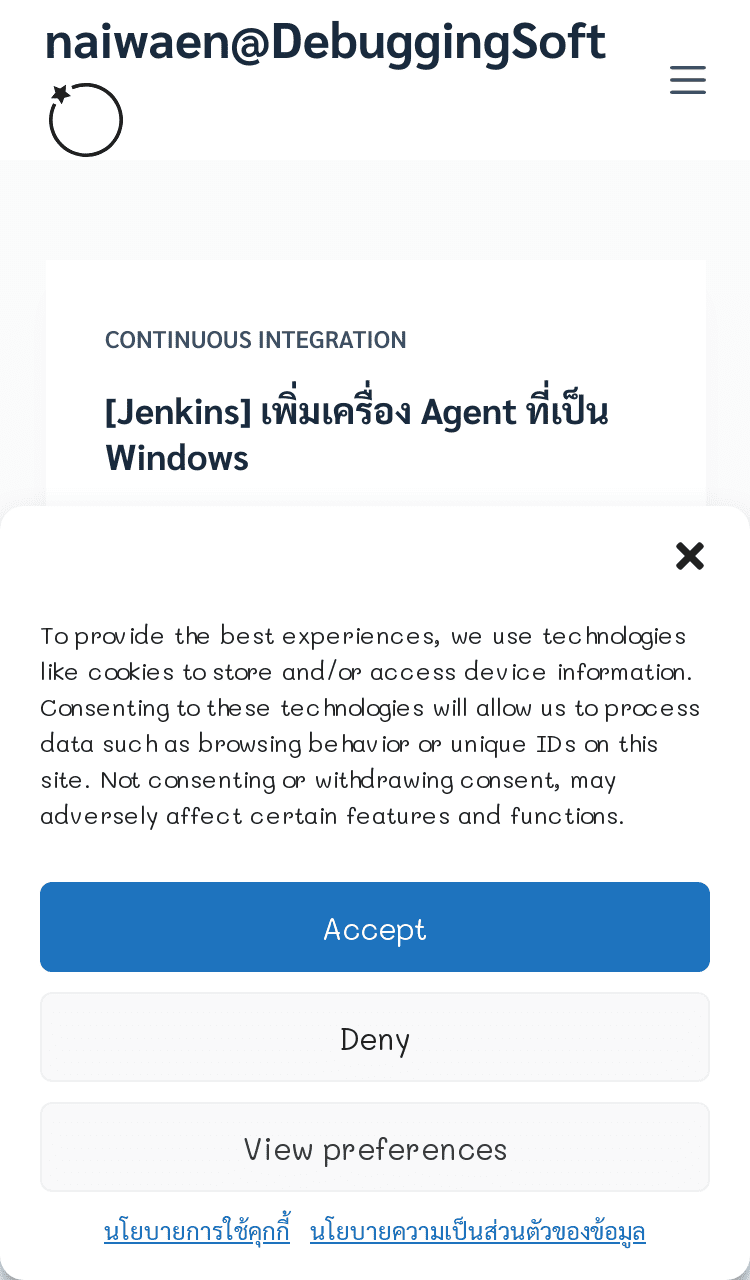 naiwaen@DebuggingSoft
CONTINUOUS INTEGRATION
[Jenkins] เพิ่มเครื่อง Agent ที่เป็น
Windows
To provide the best experiences, we use technologies
like cookies to store and/or access device information.
Consenting to these technologies will allow us to process
data such as browsing behavior or unique IDs on this
site. Not consenting or withdrawing consent, may
adversely affect certain features and functions.
Accept
Deny
View preferences
นโยบายการใช้คุกกี้ นโยบายความเป็นส่วนตัวของข้อมูล